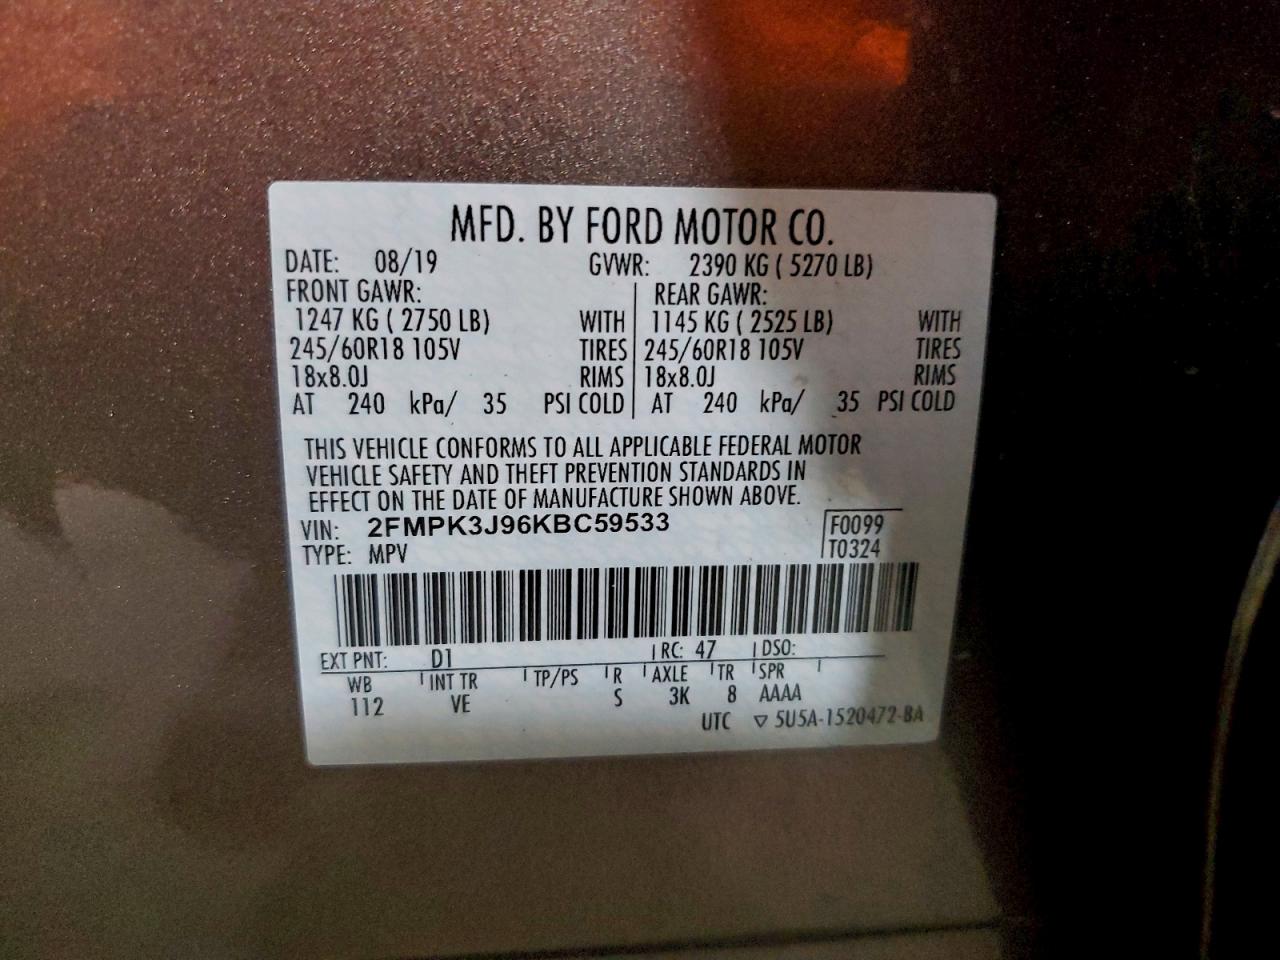 MFD. BY FORD MOTOR CO.
DATE: 08/19 GVWR: 2390 KG ( 5270 LB)
FRONT GAWR: REAR GAWR:
1247 KG ( 2750 LB) WITH 1145 KG ( 2525 LB) WITH
245/60R18 105V TIRES 245/60R18 105V TIRES
18x8.0J RIMS 18x8.0J RIMS
AT 240 kPa/ 35 PSI COLD AT 240 kPa/ 35 PSI COLD
THIS VEHICLE CONFORMS TO ALL APPLICABLE FEDERAL MOTOR
VEHICLE SAFETY AND THEFT PREVENTION STANDARDS IN
EFFECT ON THE DATE OF MANUFACTURE SHOWN ABOVE.
VIN: 2FMPK3J96KBC59533 F0099
TYPE: MPV T0324
EXT PNT: D1 RC: 47 DSO:
WB INT TR TP/PS R AXLE TR SPR
112 VE S 3K 8 AAAA
UTC ▽ 5U5A-1520472-BA